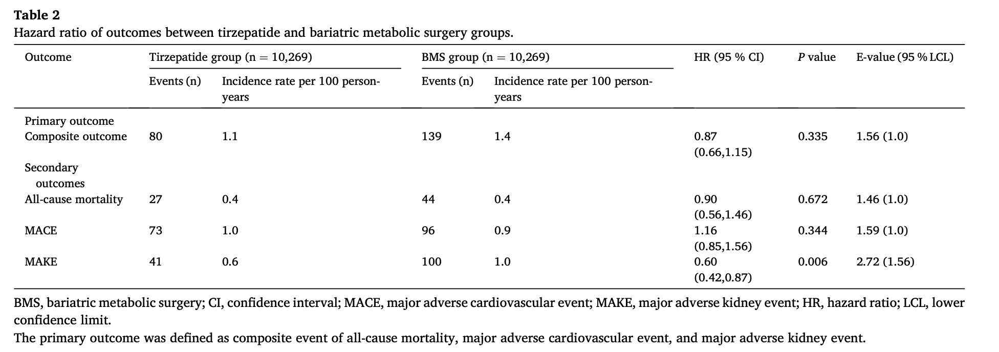 Table 2
Hazard ratio of outcomes between tirzepatide and bariatric metabolic surgery groups.
Outcome Tirzepatide group (n = 10,269) BMS group (n = 10,269) HR (95 % CI) P value E-value (95 % LCL)
Events (n) Incidence rate per 100 person- Events (n) Incidence rate per 100 person-
years years
Primary outcome
Composite outcome 80 1.1 139 1.4 0.87 0.335 1.56 (1.0)
(0.66,1.15)
Secondary
outcomes
All-cause mortality 27 0.4 44 0.4 0.90 0.672 1.46 (1.0)
(0.56,1.46)
MACE 73 1.0 96 0.9 1.16 0.344 1.59 (1.0)
(0.85,1.56)
MAKE 41 0.6 100 1.0 0.60 0.006 2.72 (1.56)
(0.42,0.87)
BMS, bariatric metabolic surgery; CI, confidence interval; MACE, major adverse cardiovascular event; MAKE, major adverse kidney event; HR, hazard ratio; LCL, lower
confidence limit.
The primary outcome was defined as composite event of all-cause mortality, major adverse cardiovascular event, and major adverse kidney event.